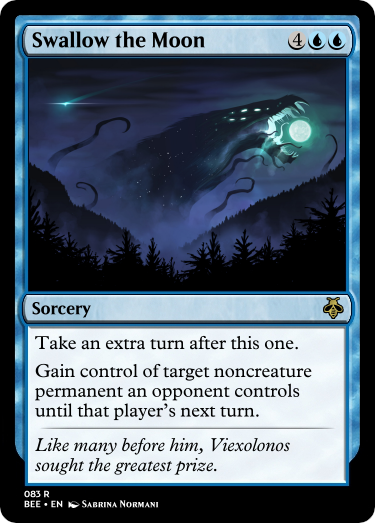 Swallow the Moon 4
Sorcery
Take an extra turn after this one.
Gain control of target noncreature
permanent an opponent controls
until that player's next turn.
Like many before him, Viexolonos
sought the greatest prize.
083 R
BEE • EN Sabrina Normani